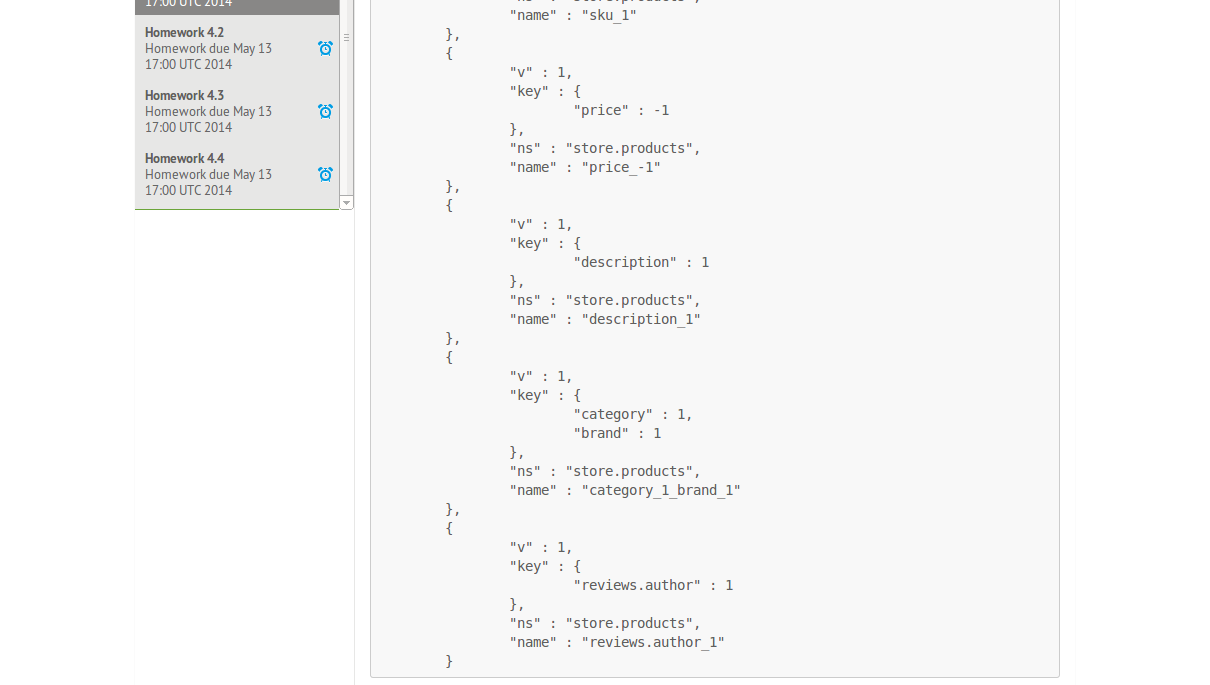 17:00 UTC 2014
Homework 4.2
Homework due May 13
17:00 UTC 2014
Homework 4.3
Homework due May 13
17:00 UTC 2014
Homework 4.4
Homework due May 13
17:00 UTC 2014
"name" : "sku_1"
},
{
"v" : 1,
"key" : {
"price" : -1
},
"ns" : "store.products",
"name" : "price_-1"
},
{
"v" : 1,
"key" : {
"description" : 1
},
"ns" : "store.products",
"name" : "description_1"
},
{
"v" : 1,
"key" : {
"category" : 1,
"brand" : 1
},
"ns" : "store.products",
"name" : "category_1_brand_1"
},
{
"v" : 1,
"key" : {
"reviews.author" : 1
},
"ns" : "store.products",
"name" : "reviews.author_1"
}